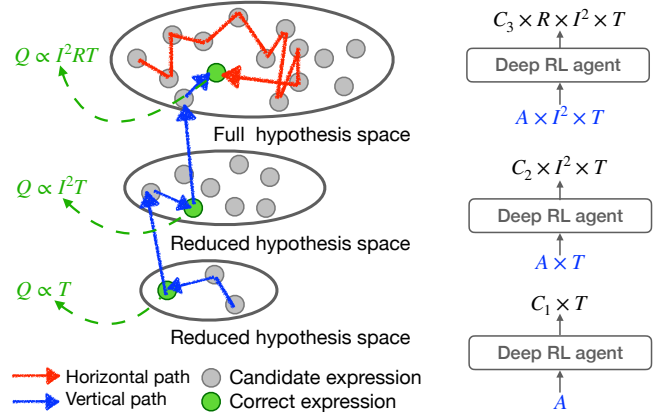 Q ∝ I²RT
Full hypothesis space
Q ∝ I²T
Reduced hypothesis space
Q ∝ T
Reduced hypothesis space
Horizontal path
Candidate expression
Vertical path
Correct expression
C₃ × R × I² × T
Deep RL agent
A × I² × T
C₂ × I² × T
Deep RL agent
A × T
C₁ × T
Deep RL agent
A